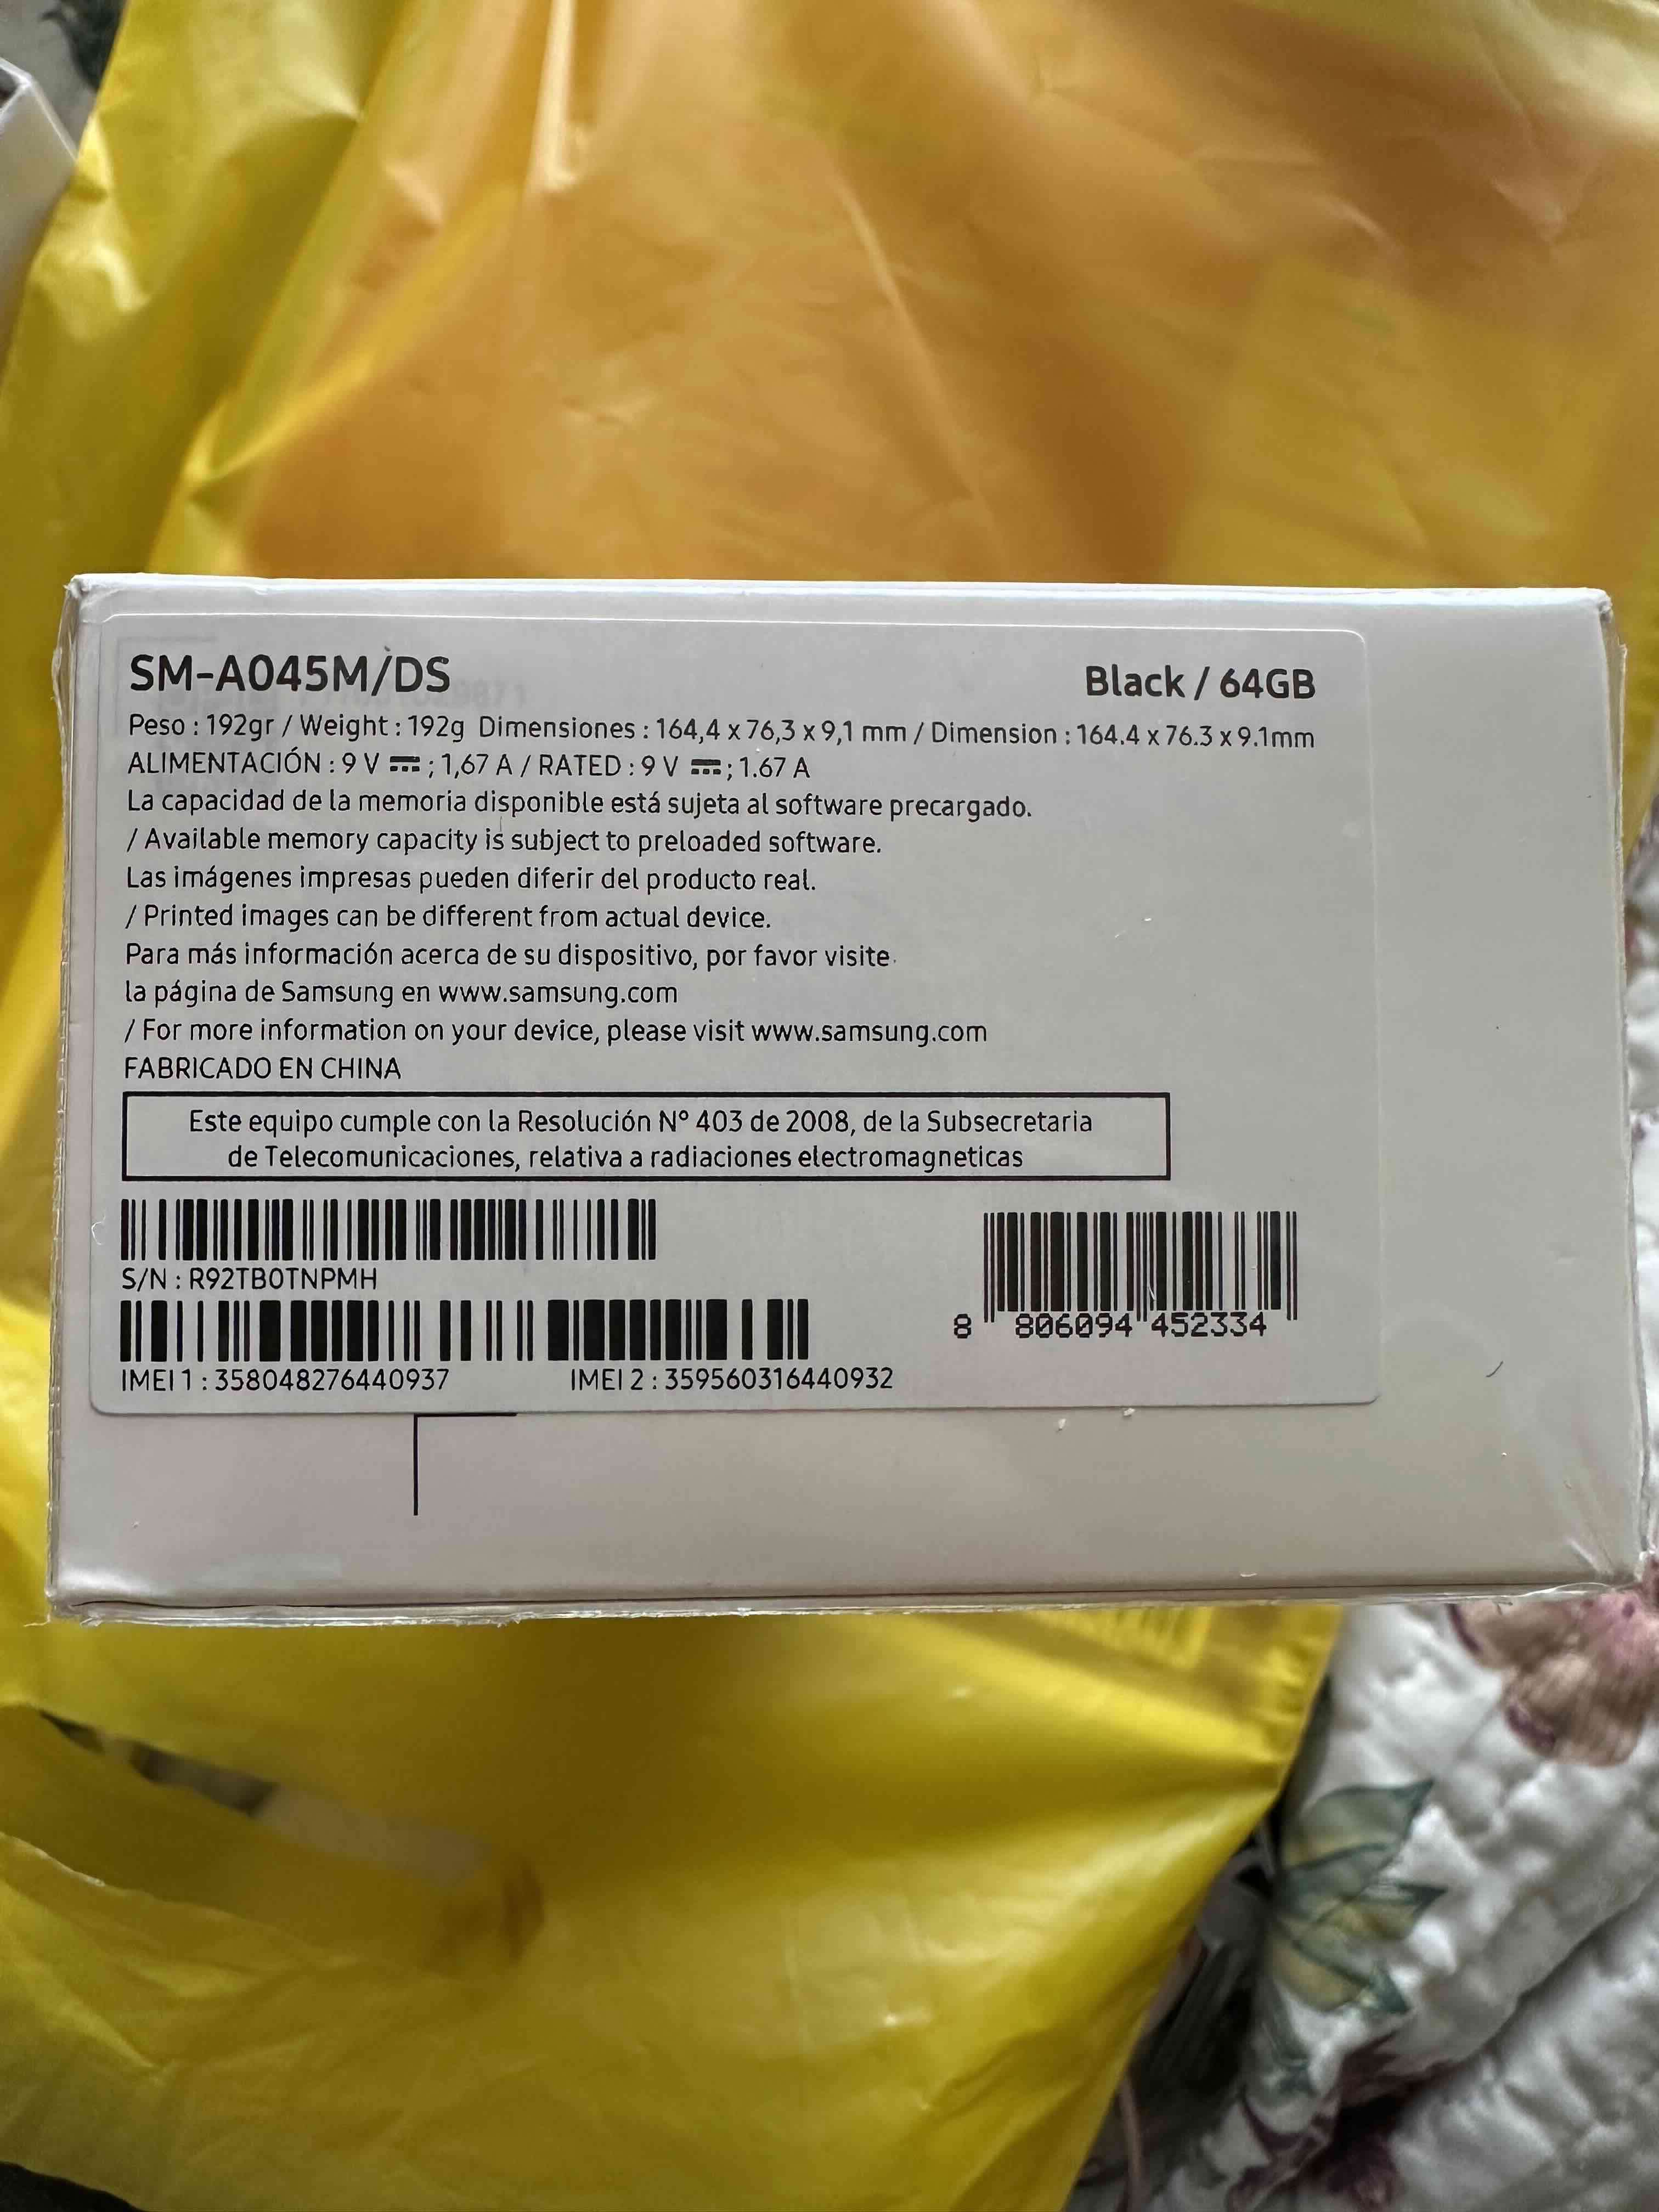 SM-A045M/DS Black / 64GB
Peso : 192gr / Weight : 192g Dimensiones : 164,4 x 76,3 x 9,1 mm / Dimension : 164.4 x 76.3 x 9.1mm
ALIMENTACIÓN : 9 V ⎓ ; 1,67 A / RATED : 9 V ⎓ ; 1.67 A
La capacidad de la memoria disponible está sujeta al software precargado.
/ Available memory capacity is subject to preloaded software.
Las imágenes impresas pueden diferir del producto real.
/ Printed images can be different from actual device.
Para más información acerca de su dispositivo, por favor visite
la página de Samsung en www.samsung.com
/ For more information on your device, please visit www.samsung.com
FABRICADO EN CHINA
Este equipo cumple con la Resolución Nº 403 de 2008, de la Subsecretaria
de Telecomunicaciones, relativa a radiaciones electromagneticas
S/N : R92TB0TNPMH
8 806094 452334
IMEI 1 : 358048276440937 IMEI 2 : 359560316440932